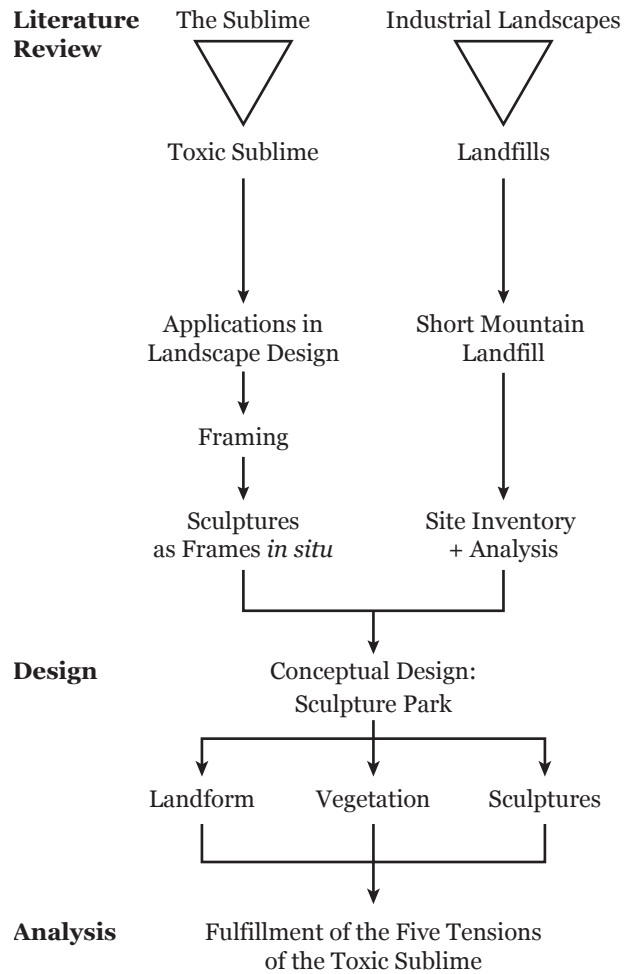 Literature
Review
The Sublime
Industrial Landscapes
Toxic Sublime
Landfills
Applications in
Landscape Design
Short Mountain
Landfill
Framing
Sculptures
as Frames in situ
Site Inventory
+ Analysis
Design
Conceptual Design:
Sculpture Park
Landform
Vegetation
Sculptures
Analysis
Fulfillment of the Five Tensions
of the Toxic Sublime